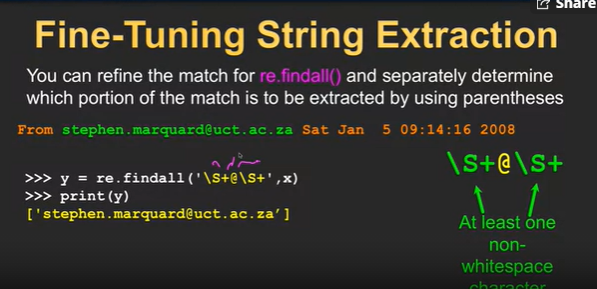 Share
Fine-Tuning String Extraction
You can refine the match for re.findall() and separately determine
which portion of the match is to be extracted by using parentheses
From stephen.marquard@uct.ac.za Sat Jan  5 09:14:16 2008
\S+@\S+
>>> y = re.findall('\S+@\S+',x)
>>> print(y)
['stephen.marquard@uct.ac.za’]
At least one
non-
whitespace
character